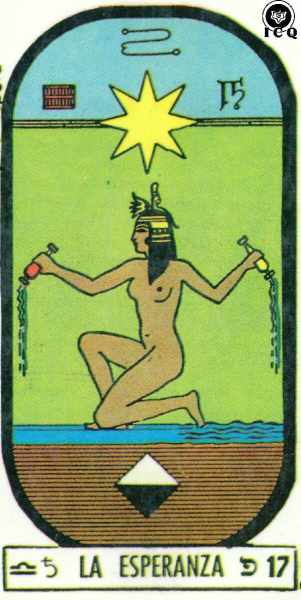 ICQ
♍
♎ ♄ LA ESPERANZA פ 17